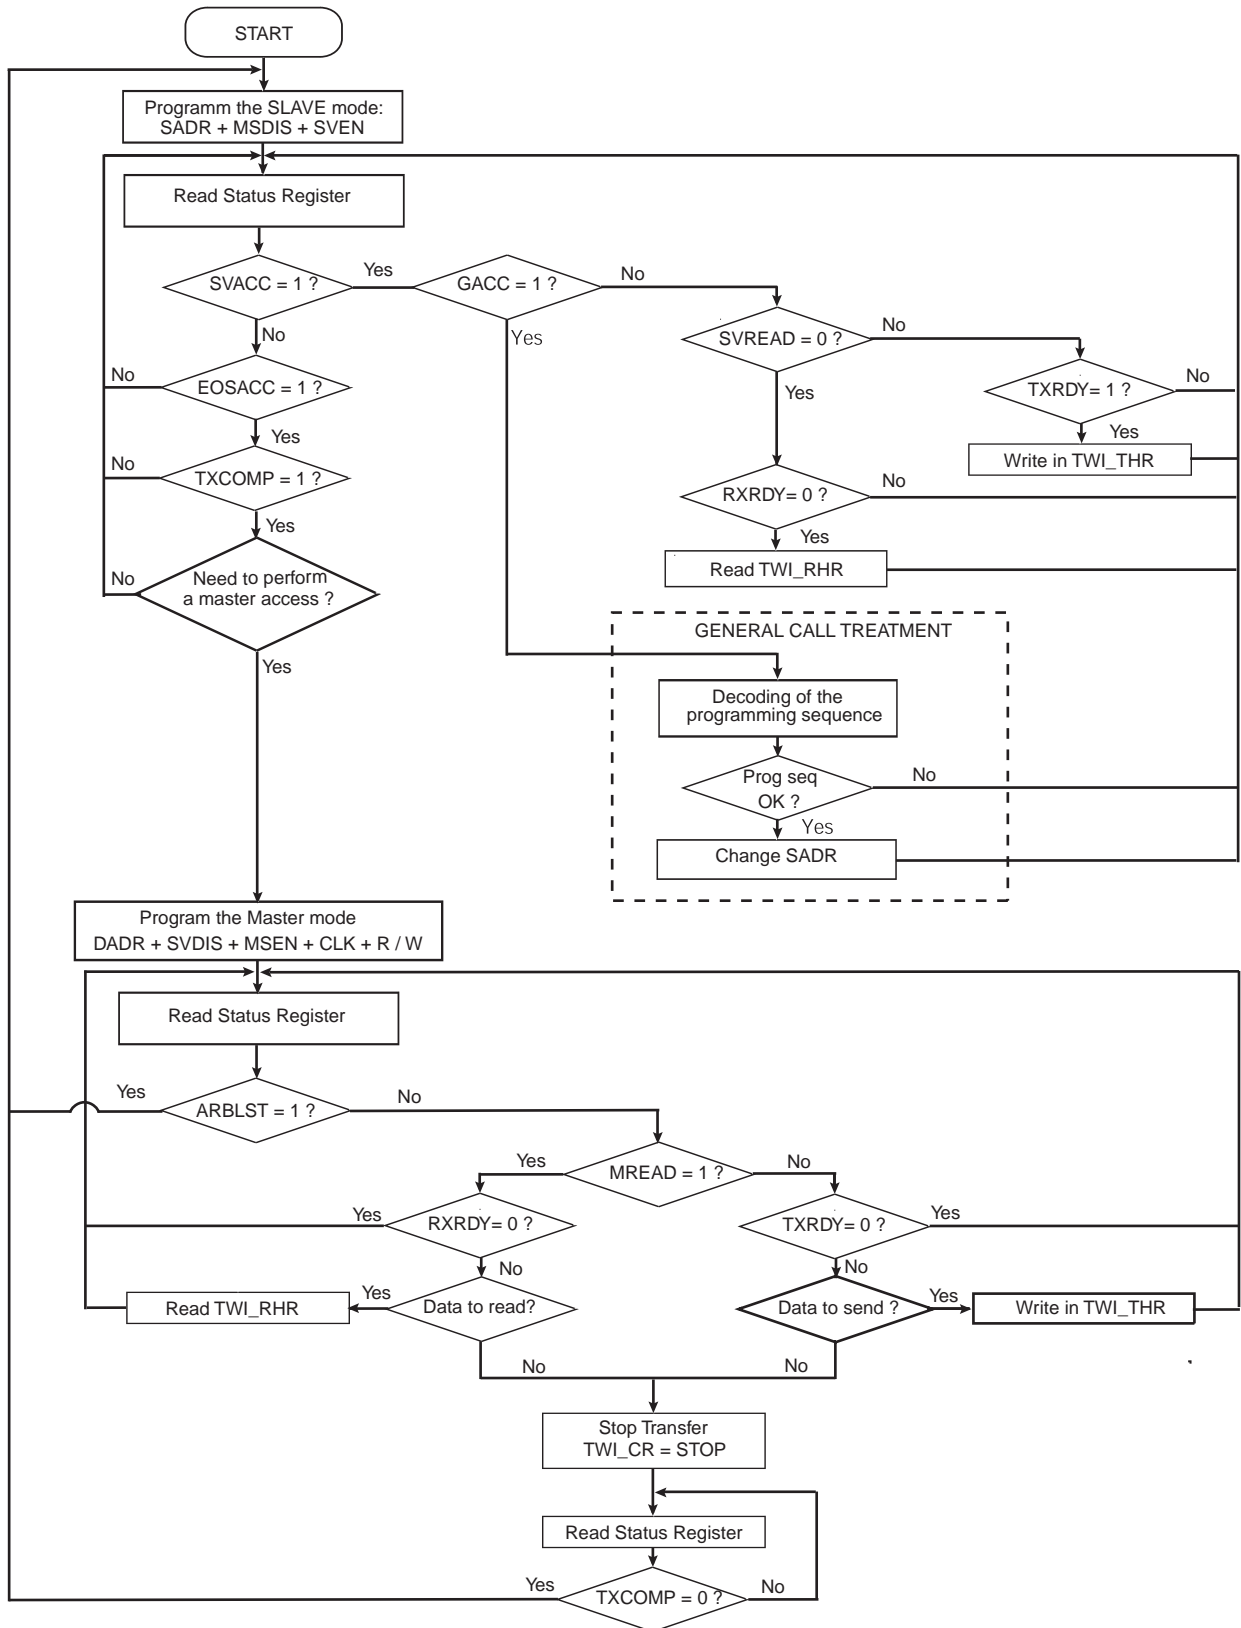 START
Programm the SLAVE mode:
SADR + MSDIS + SVEN
Read Status Register
SVACC = 1 ?
Yes
GACC = 1 ?
No
No
Yes
SVREAD = 0 ?
No
EOSACC = 1 ?
No
Yes
Yes
TXRDY= 1 ?
No
Yes
Write in TWI_THR
TXCOMP = 1 ?
No
Yes
RXRDY= 0 ?
No
Yes
Read TWI_RHR
Need to perform
a master access ?
No
Yes
GENERAL CALL TREATMENT
Decoding of the
programming sequence
Prog seq
OK ?
No
Yes
Change SADR
Program the Master mode
DADR + SVDIS + MSEN + CLK + R / W
Read Status Register
Yes
ARBLST = 1 ?
No
Yes
MREAD = 1 ?
No
Yes
RXRDY= 0 ?
TXRDY= 0 ?
Yes
No
No
Read TWI_RHR
Yes
Data to read?
Data to send ?
Yes
Write in TWI_THR
No
No
Stop Transfer
TWI_CR = STOP
Read Status Register
Yes
TXCOMP = 0 ?
No